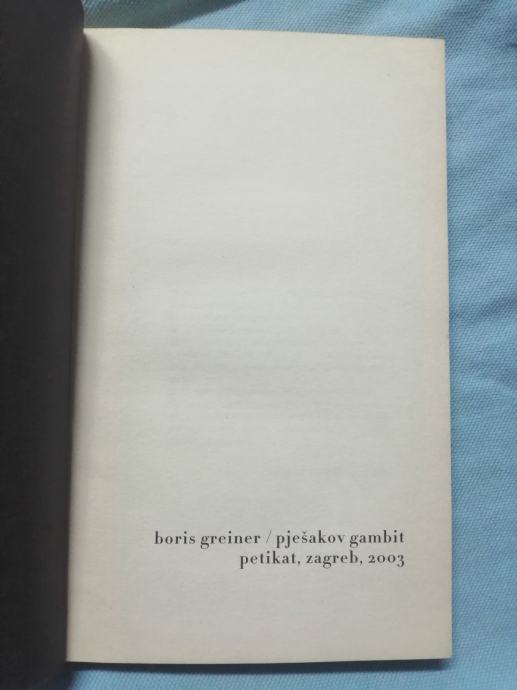 boris greiner / pješakov gambit
petikat, zagreb, 2003